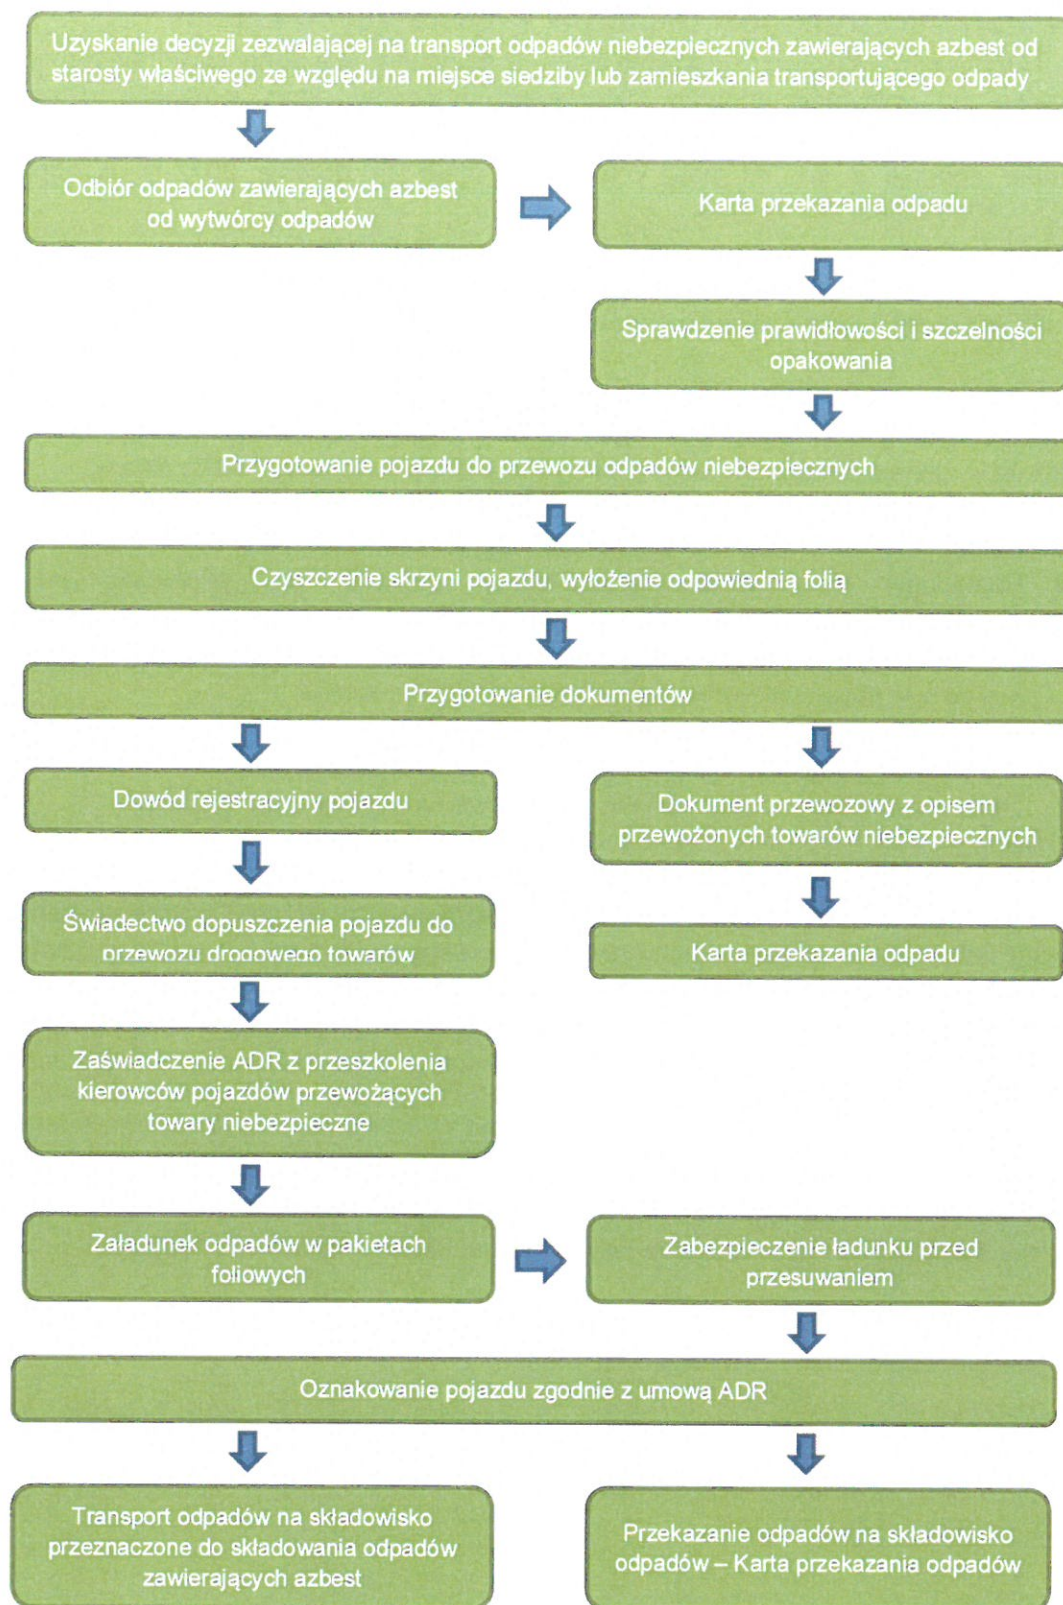 Uzyskanie decyzji zezwalającej na transport odpadów niebezpiecznych zawierających azbest od
starosty właściwego ze względu na miejsce siedziby lub zamieszkania transportującego odpady
Odbiór odpadów zawierających azbest
od wytwórcy odpadów
Karta przekazania odpadu
Sprawdzenie prawidłowości i szczelności
opakowania
Przygotowanie pojazdu do przewozu odpadów niebezpiecznych
Czyszczenie skrzyni pojazdu, wyłożenie odpowiednią folią
Przygotowanie dokumentów
Dowód rejestracyjny pojazdu
Świadectwo dopuszczenia pojazdu do
przewozu drogowego towarów
Zaświadczenie ADR z przeszkolenia
kierowców pojazdów przewożących
towary niebezpieczne
Dokument przewozowy z opisem
przewożonych towarów niebezpiecznych
Karta przekazania odpadu
Załadunek odpadów w pakietach
foliowych
Zabezpieczenie ładunku przed
przesuwaniem
Oznakowanie pojazdu zgodnie z umową ADR
Transport odpadów na składowisko
przeznaczone do składowania odpadów
zawierających azbest
Przekazanie odpadów na składowisko
odpadów – Karta przekazania odpadów